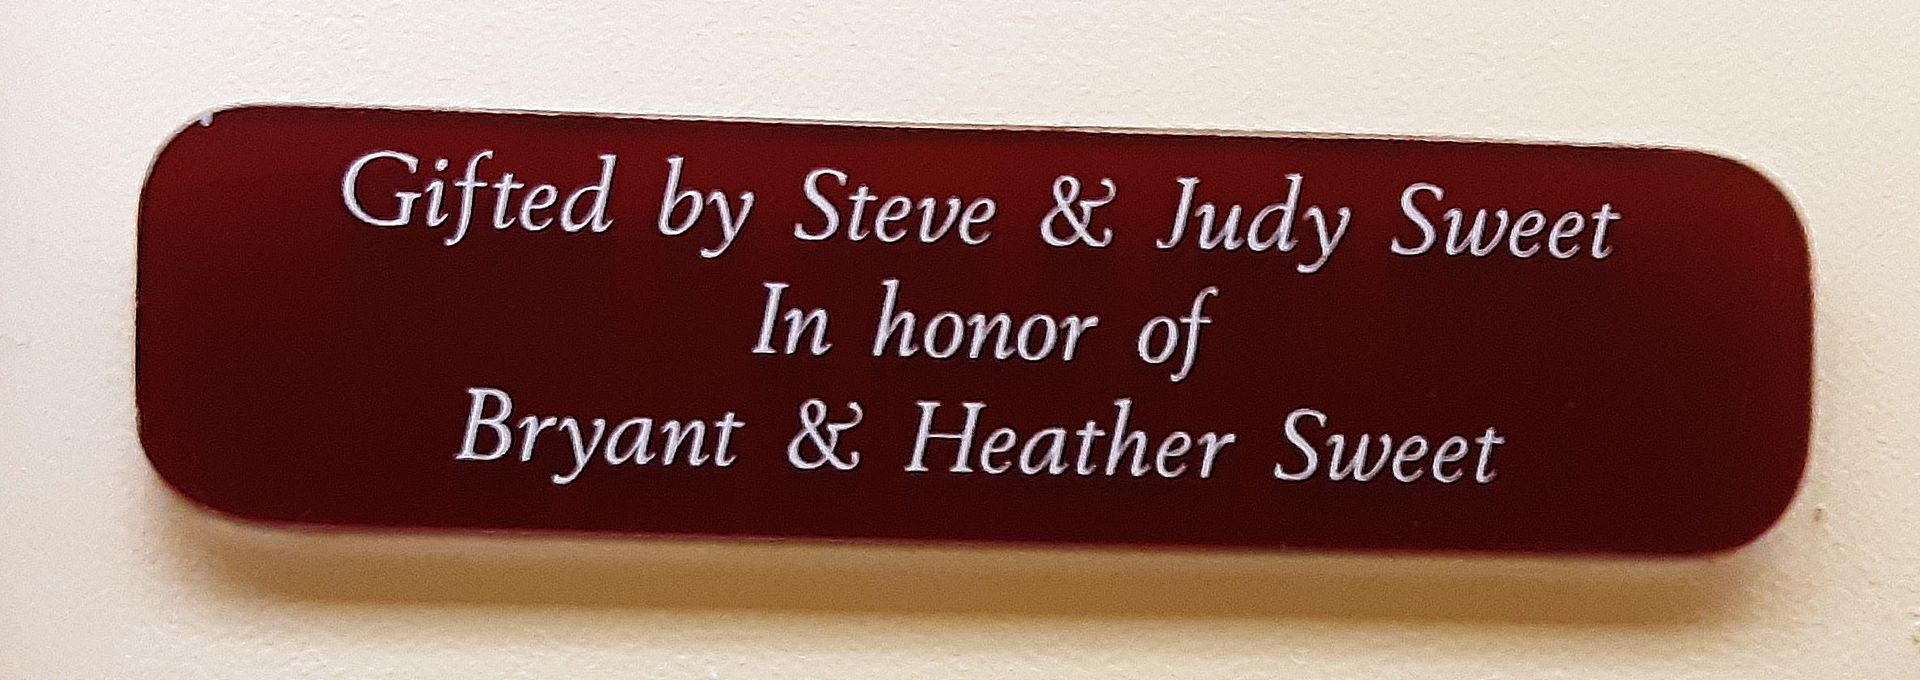 Gifted by Steve & Judy Sweet
In honor of
Bryant & Heather Sweet